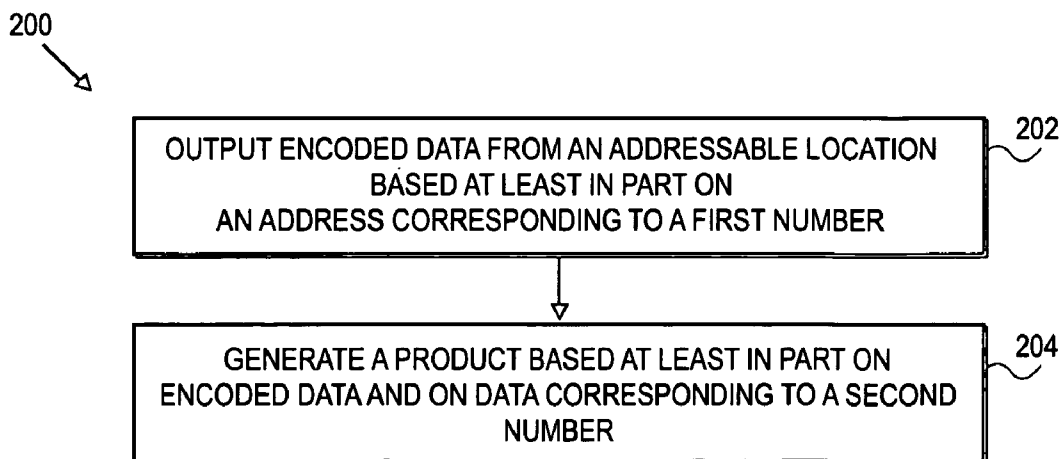 200
202
OUTPUT ENCODED DATA FROM AN ADDRESSABLE LOCATION
BASED AT LEAST IN PART ON
AN ADDRESS CORRESPONDING TO A FIRST NUMBER
204
GENERATE A PRODUCT BASED AT LEAST IN PART ON
ENCODED DATA AND ON DATA CORRESPONDING TO A SECOND
NUMBER